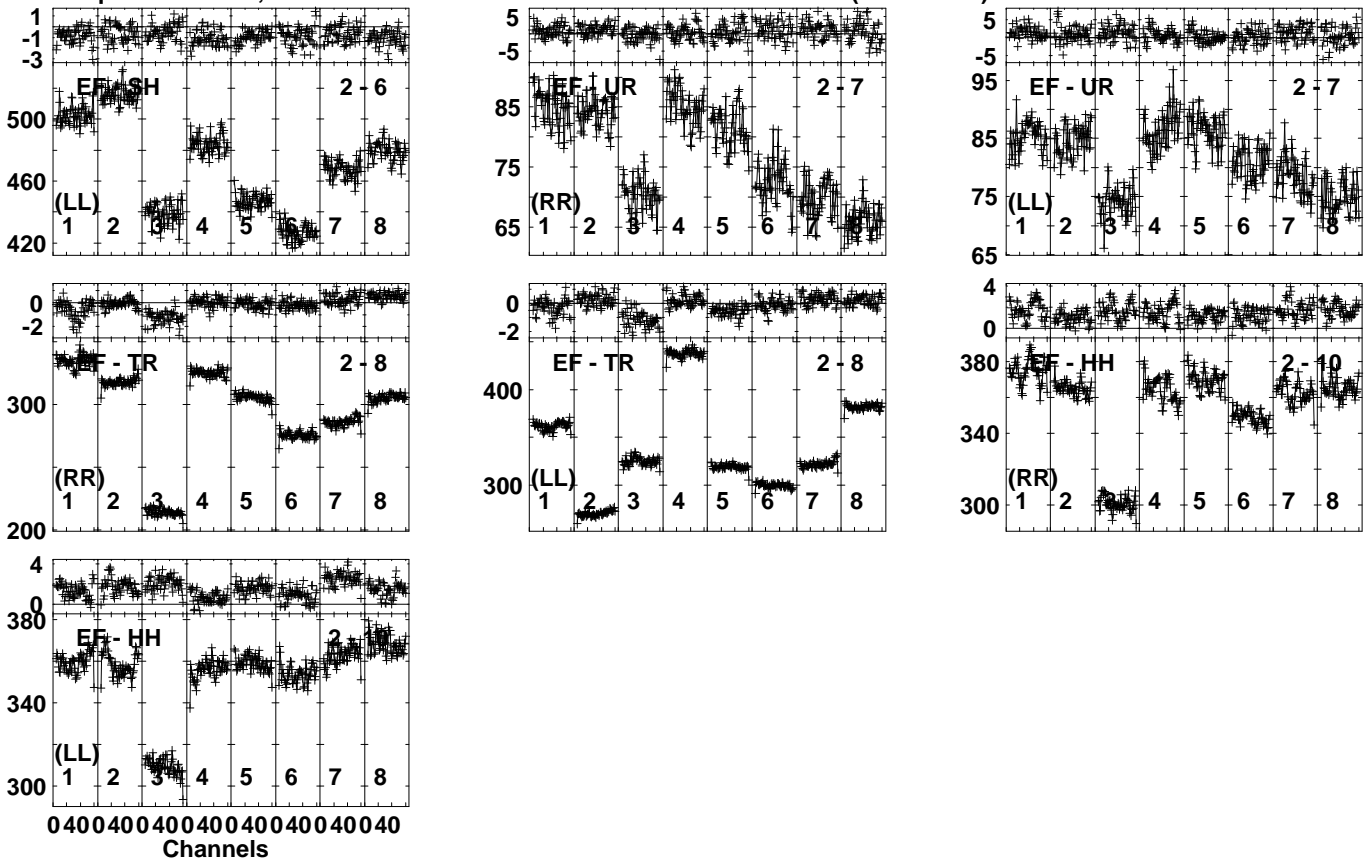 1
-1
-3
EF - SH 2 - 6
500
460
420
(LL)
1 2 3 4 5 6 7 8
5
-5
EF - UR 2 - 7
85
75
65
(RR)
1 2 3 4 5 6 7 8
5
-5
EF - UR 2 - 7
95
85
75
65
(LL)
1 2 3 4 5 6 7 8
0
-2
EF - TR 2 - 8
300
200
(RR)
1 2 3 4 5 6 7 8
0
-2
EF - TR 2 - 8
400
300
(LL)
1 2 3 4 5 6 7 8
4
0
EF - HH 2 - 10
380
340
300
(RR)
1 2 3 4 5 6 7 8
4
0
EF - HH 2 - 10
380
340
300
(LL)
1 2 3 4 5 6 7 8
0 40 0 40 0 40 0 40 0 40 0 40 0 40 0 40
Channels